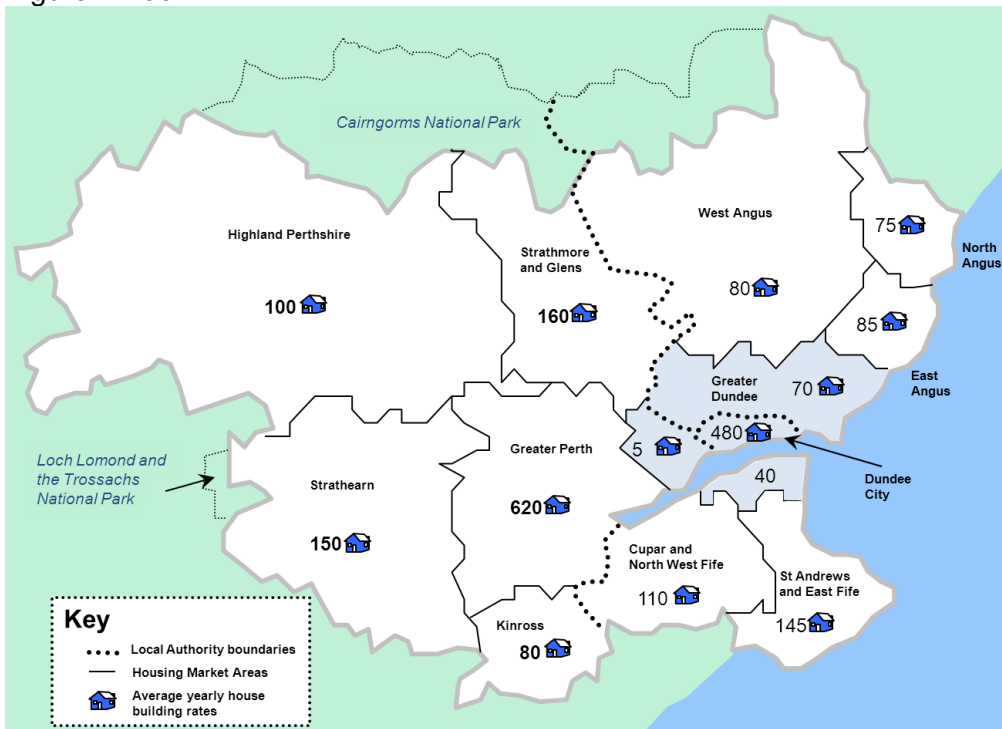 Cairngorms National Park
Highland Perthshire
100
Strathmore
and Glens
160
West Angus
80
75
North
Angus
85
East
Angus
Greater
Dundee
70
480
5
Dundee
City
40
Loch Lomond and
the Trossachs
National Park
Strathearn
150
Greater Perth
620
Cupar and
North West Fife
110
St Andrews
and East Fife
145
Kinross
80
Key
Local Authority boundaries
Housing Market Areas
Average yearly house
building rates